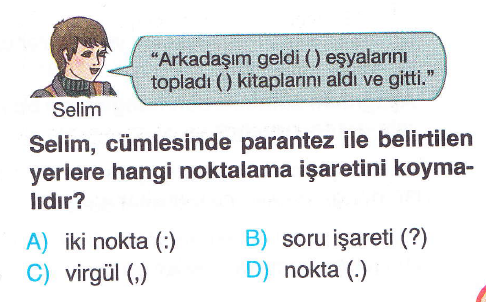 "Arkadaşım geldi ( ) eşyalarını
topladı ( ) kitaplarını aldı ve gitti."
Selim
Selim, cümlesinde parantez ile belirtilen
yerlere hangi noktalama işaretini koyma-
lıdır?
A) iki nokta (:) B) soru işareti (?)
C) virgül (,) D) nokta (.)